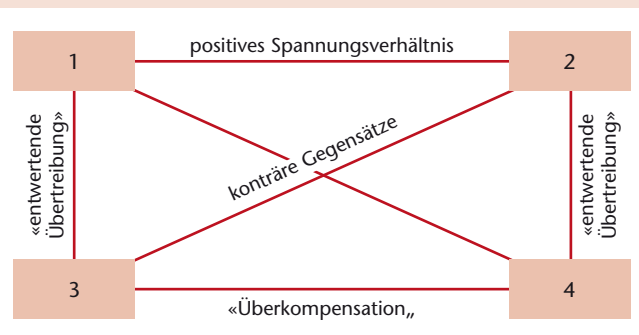 positives Spannungsverhältnis
1
2
«entwertende
Übertreibung»
konträre Gegensätze
«entwertende
Übertreibung»
3
4
«Überkompensation„